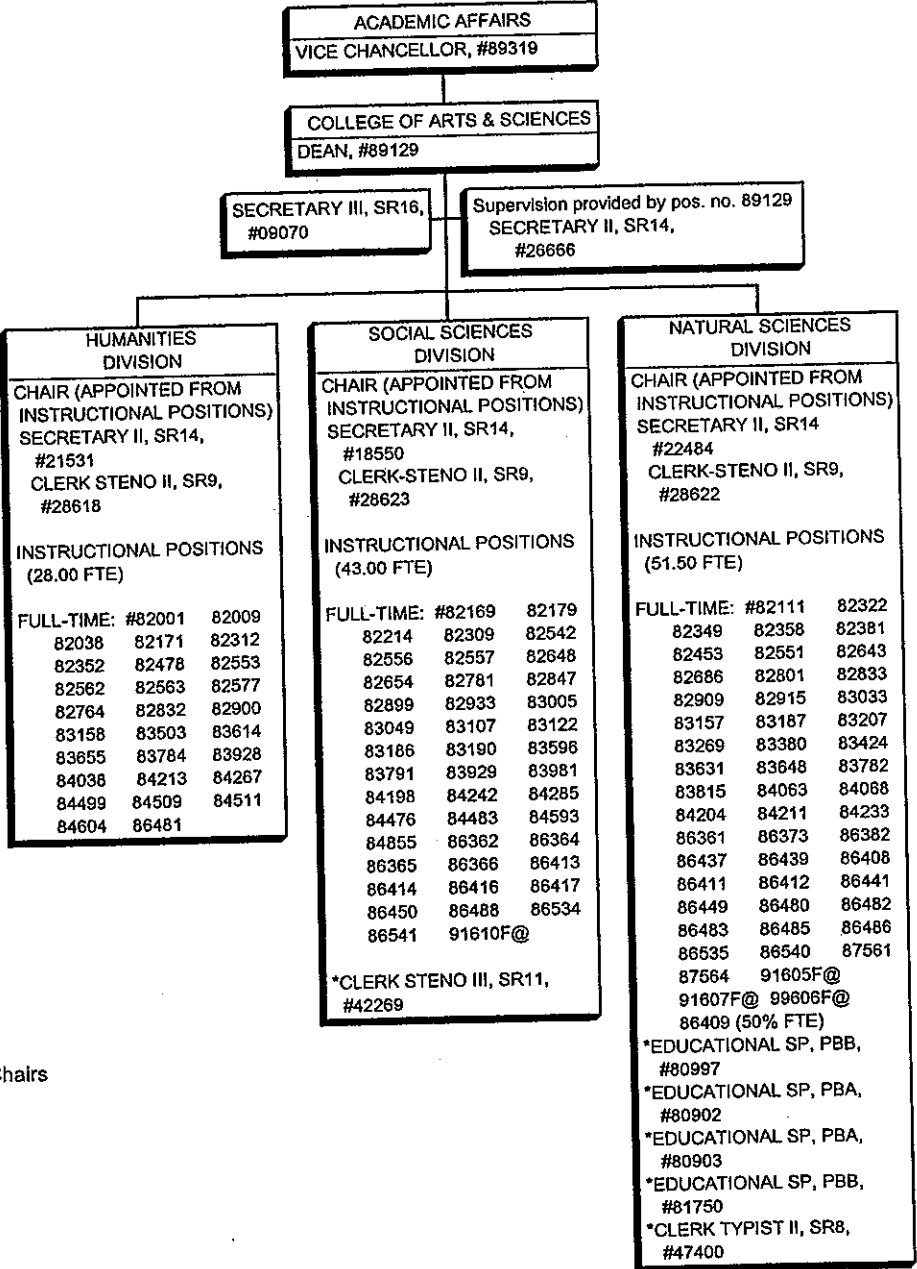 ACADEMIC AFFAIRS
VICE CHANCELLOR, #89319
COLLEGE OF ARTS & SCIENCES
DEAN, #89129
SECRETARY III, SR16,
#09070
Supervision provided by pos. no. 89129
SECRETARY II, SR14,
#26666
HUMANITIES
DIVISION
CHAIR (APPOINTED FROM
INSTRUCTIONAL POSITIONS)
SECRETARY II, SR14,
#21531
CLERK STENO II, SR9,
#28618
INSTRUCTIONAL POSITIONS
(28.00 FTE)
FULL-TIME: #82001 82009
82038 82171 82312
82352 82478 82553
82562 82563 82577
82764 82832 82900
83158 83503 83614
83655 83784 83928
84038 84213 84267
84499 84509 84511
84604 86481
SOCIAL SCIENCES
DIVISION
CHAIR (APPOINTED FROM
INSTRUCTIONAL POSITIONS)
SECRETARY II, SR14,
#18550
CLERK-STENO II, SR9,
#28623
INSTRUCTIONAL POSITIONS
(43.00 FTE)
FULL-TIME: #82169 82179
82214 82309 82542
82556 82557 82648
82654 82781 82847
82899 82933 83005
83049 83107 83122
83186 83190 83596
83791 83929 83981
84198 84242 84285
84476 84483 84593
84855 86362 86364
86365 86366 86413
86414 86416 86417
86450 86488 86534
86541 91610F@
*CLERK STENO III, SR11,
#42269
NATURAL SCIENCES
DIVISION
CHAIR (APPOINTED FROM
INSTRUCTIONAL POSITIONS)
SECRETARY II, SR14
#22484
CLERK-STENO II, SR9,
#28622
INSTRUCTIONAL POSITIONS
(51.50 FTE)
FULL-TIME: #82111 82322
82349 82358 82381
82453 82551 82643
82686 82801 82833
82909 82915 83033
83157 83187 83207
83269 83380 83424
83631 83648 83782
83815 84063 84068
84204 84211 84233
86361 86373 86382
86437 86439 86408
86411 86412 86441
86449 86480 86482
86483 86485 86486
86535 86540 87561
87564 91605F@
91607F@ 99606F@
86409 (50% FTE)
*EDUCATIONAL SP, PBB,
#80997
*EDUCATIONAL SP, PBA,
#80902
*EDUCATIONAL SP, PBA,
#80903
*EDUCATIONAL SP, PBB,
#81750
*CLERK TYPIST II, SR8,
#47400
hairs